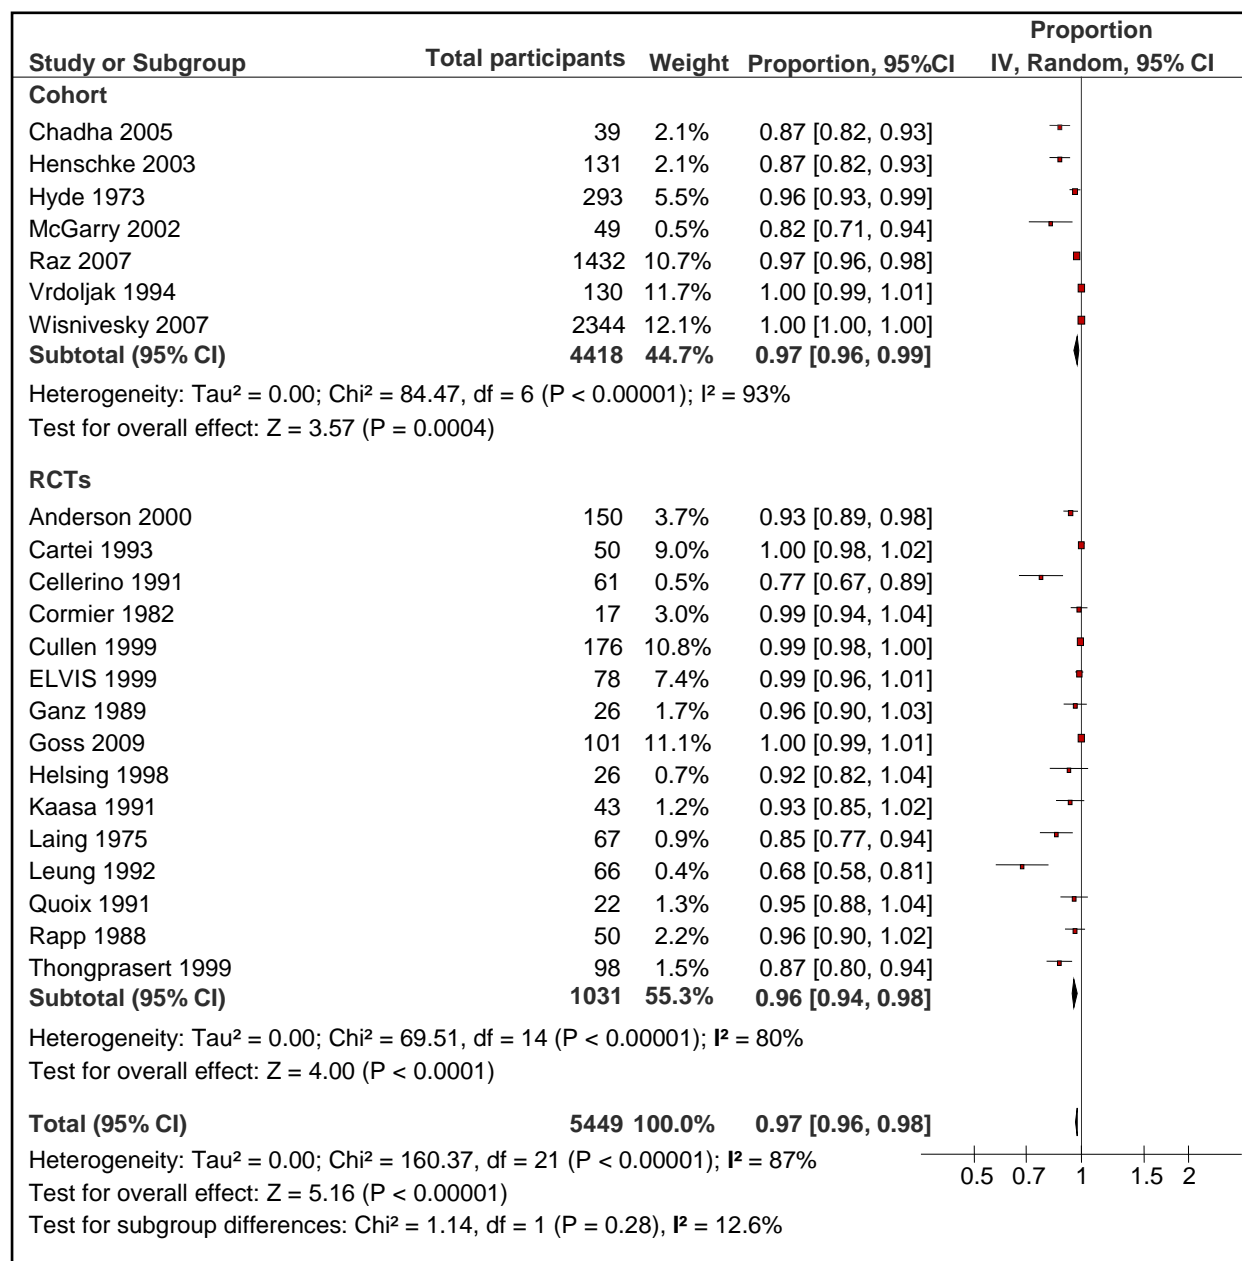 Proportion
Study or Subgroup Total participants Weight Proportion, 95%CI IV, Random, 95% CI
Cohort
Chadha 2005 39 2.1% 0.87 [0.82, 0.93]
Henschke 2003 131 2.1% 0.87 [0.82, 0.93]
Hyde 1973 293 5.5% 0.96 [0.93, 0.99]
McGarry 2002 49 0.5% 0.82 [0.71, 0.94]
Raz 2007 1432 10.7% 0.97 [0.96, 0.98]
Vrdoljak 1994 130 11.7% 1.00 [0.99, 1.01]
Wisnivesky 2007 2344 12.1% 1.00 [1.00, 1.00]
Subtotal (95% CI) 4418 44.7% 0.97 [0.96, 0.99]
Heterogeneity: Tau² = 0.00; Chi² = 84.47, df = 6 (P < 0.00001); I² = 93%
Test for overall effect: Z = 3.57 (P = 0.0004)
RCTs
Anderson 2000 150 3.7% 0.93 [0.89, 0.98]
Cartei 1993 50 9.0% 1.00 [0.98, 1.02]
Cellerino 1991 61 0.5% 0.77 [0.67, 0.89]
Cormier 1982 17 3.0% 0.99 [0.94, 1.04]
Cullen 1999 176 10.8% 0.99 [0.98, 1.00]
ELVIS 1999 78 7.4% 0.99 [0.96, 1.01]
Ganz 1989 26 1.7% 0.96 [0.90, 1.03]
Goss 2009 101 11.1% 1.00 [0.99, 1.01]
Helsing 1998 26 0.7% 0.92 [0.82, 1.04]
Kaasa 1991 43 1.2% 0.93 [0.85, 1.02]
Laing 1975 67 0.9% 0.85 [0.77, 0.94]
Leung 1992 66 0.4% 0.68 [0.58, 0.81]
Quoix 1991 22 1.3% 0.95 [0.88, 1.04]
Rapp 1988 50 2.2% 0.96 [0.90, 1.02]
Thongprasert 1999 98 1.5% 0.87 [0.80, 0.94]
Subtotal (95% CI) 1031 55.3% 0.96 [0.94, 0.98]
Heterogeneity: Tau² = 0.00; Chi² = 69.51, df = 14 (P < 0.00001); I² = 80%
Test for overall effect: Z = 4.00 (P < 0.0001)
Total (95% CI) 5449 100.0% 0.97 [0.96, 0.98]
Heterogeneity: Tau² = 0.00; Chi² = 160.37, df = 21 (P < 0.00001); I² = 87%
0.5 0.7 1 1.5 2
Test for overall effect: Z = 5.16 (P < 0.00001)
Test for subgroup differences: Chi² = 1.14, df = 1 (P = 0.28), I² = 12.6%